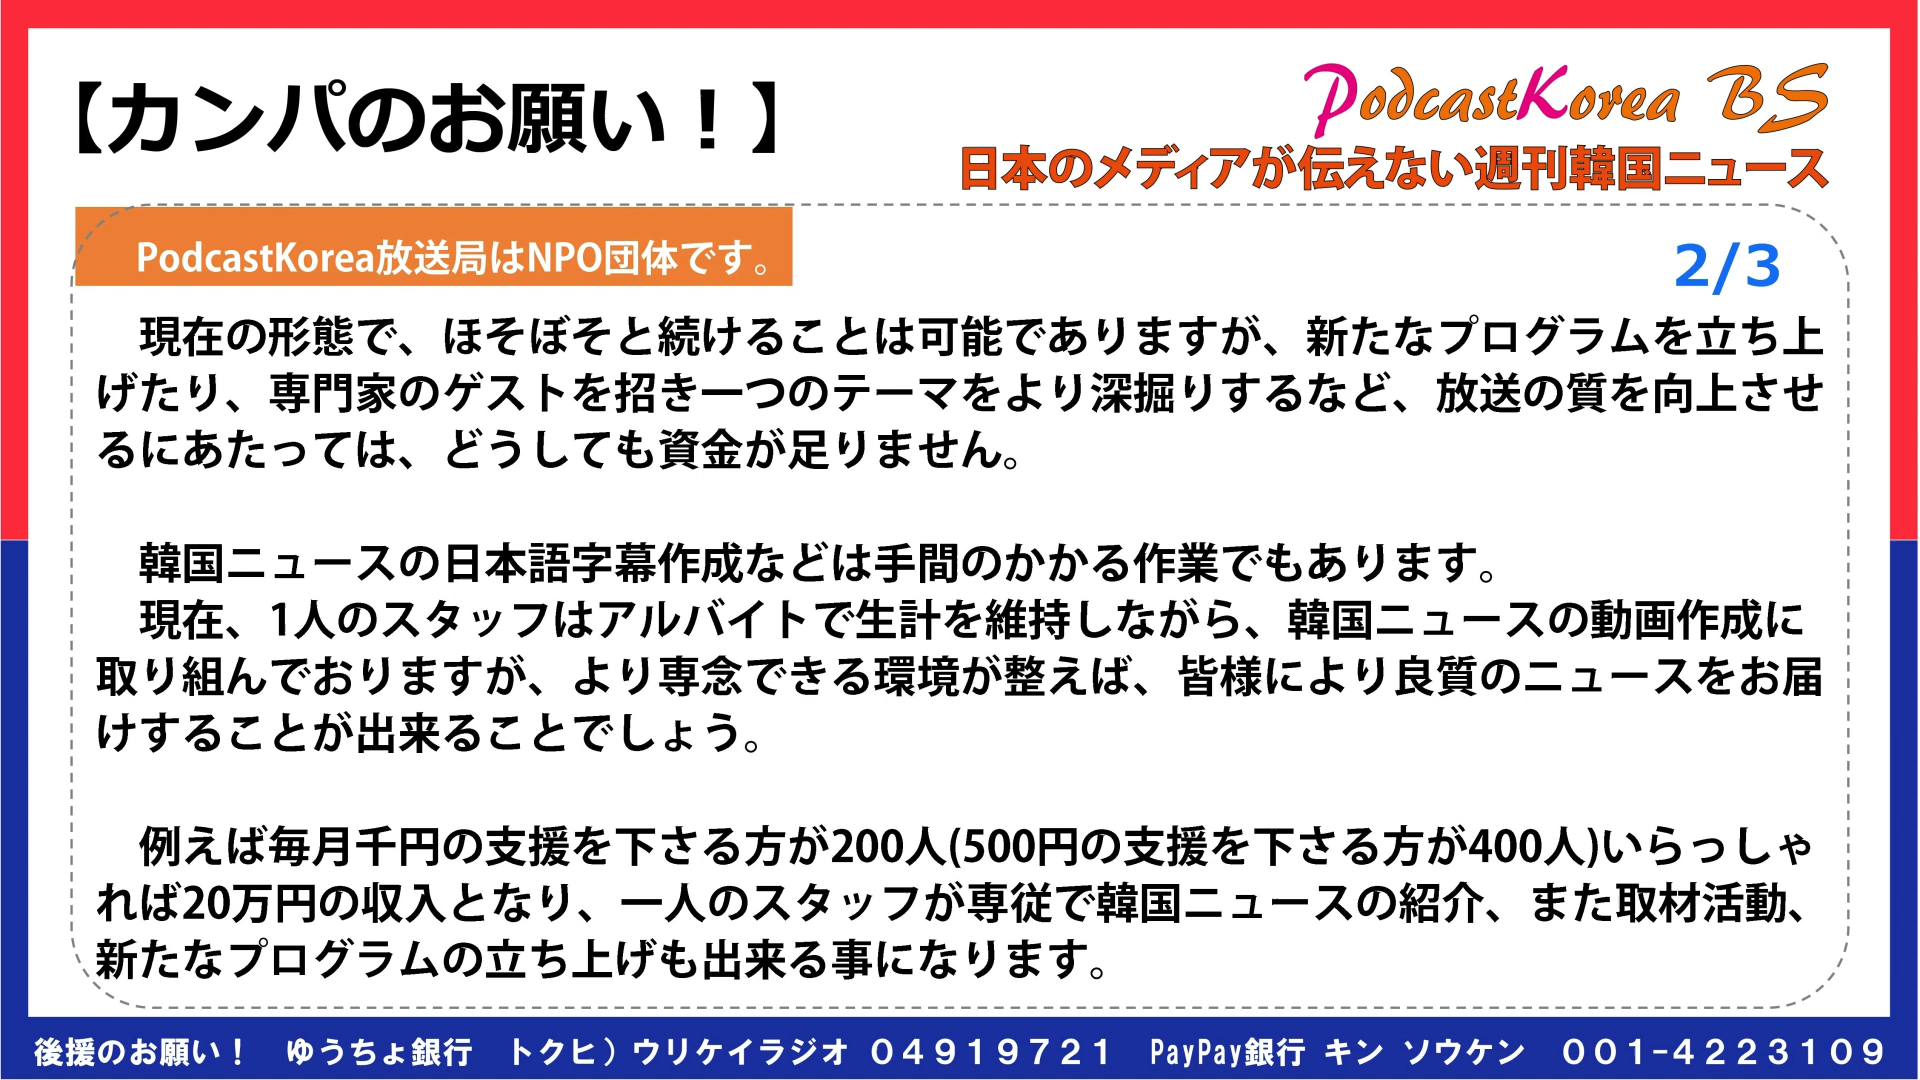 【カンパのお願い！】
PodcastKorea BS
日本のメディアが伝えない週刊韓国ニュース
PodcastKorea放送局はNPO団体です。
2/3
現在の形態で、ほそぼそと続けることは可能でありますが、新たなプログラムを立ち上
げたり、専門家のゲストを招き一つのテーマをより深掘りするなど、放送の質を向上させ
るにあたっては、どうしても資金が足りません。
韓国ニュースの日本語字幕作成などは手間のかかる作業でもあります。
現在、1人のスタッフはアルバイトで生計を維持しながら、韓国ニュースの動画作成に
取り組んでおりますが、より専念できる環境が整えば、皆様により良質のニュースをお届
けすることが出来ることでしょう。
例えば毎月千円の支援を下さる方が200人(500円の支援を下さる方が400人)いらっしゃ
れば20万円の収入となり、一人のスタッフが専従で韓国ニュースの紹介、また取材活動、
新たなプログラムの立ち上げも出来る事になります。
後援のお願い！　ゆうちょ銀行　トクヒ）ウリケイラジオ ０４９１９７２１　PayPay銀行 キン ソウケン　００１-４２２３１０９